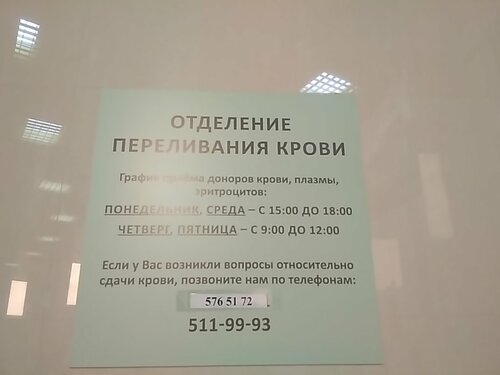 ОТДЕЛЕНИЕ
ПЕРЕЛИВАНИЯ КРОВИ
График приёма доноров крови, плазмы,
эритроцитов:
ПОНЕДЕЛЬНИК, СРЕДА – С 15:00 ДО 18:00
ЧЕТВЕРГ, ПЯТНИЦА – С 9:00 ДО 12:00
Если у Вас возникли вопросы относительно
сдачи крови, позвоните нам по телефонам:
576 51 72
511-99-93